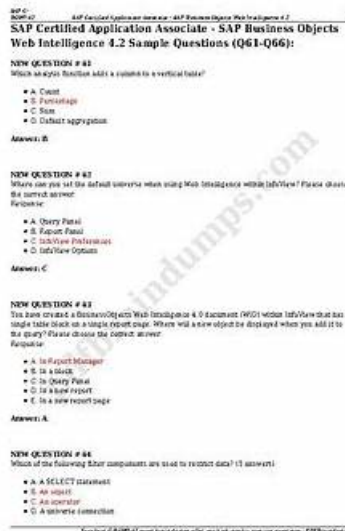 SAP Certified Application Associate - SAP Business Objects
Web Intelligence 4.2 Sample Questions (Q61-Q66):
NEW QUESTION # 61
Which analysis function adds a column to a vertical table?
A. Count
B. Percentage
C. Sum
D. Default aggregation
Answer: B
NEW QUESTION # 62
Where can you set the default universe when using Web Intelligence within InfoView? Please choose
the correct answer
Response:
A. Query Panel
B. Report Panel
C. InfoView Preferences
D. InfoView Options
Answer: C
NEW QUESTION # 63
You have created a BusinessObjects Web Intelligence 4.0 document (WID) within InfoView that has
single table block on a single report page. Where will a new object be displayed when you add it to
the query? Please choose the correct answer
Response:
A. In Report Manager
B. In a block
C. In Query Panel
D. In a new report
E. In a new report page
Answer: A
NEW QUESTION # 64
Which of the following filter components are used to restrict data? (3 answers)
A. A SELECT statement
B. An object
C. An operator
D. A universe connection